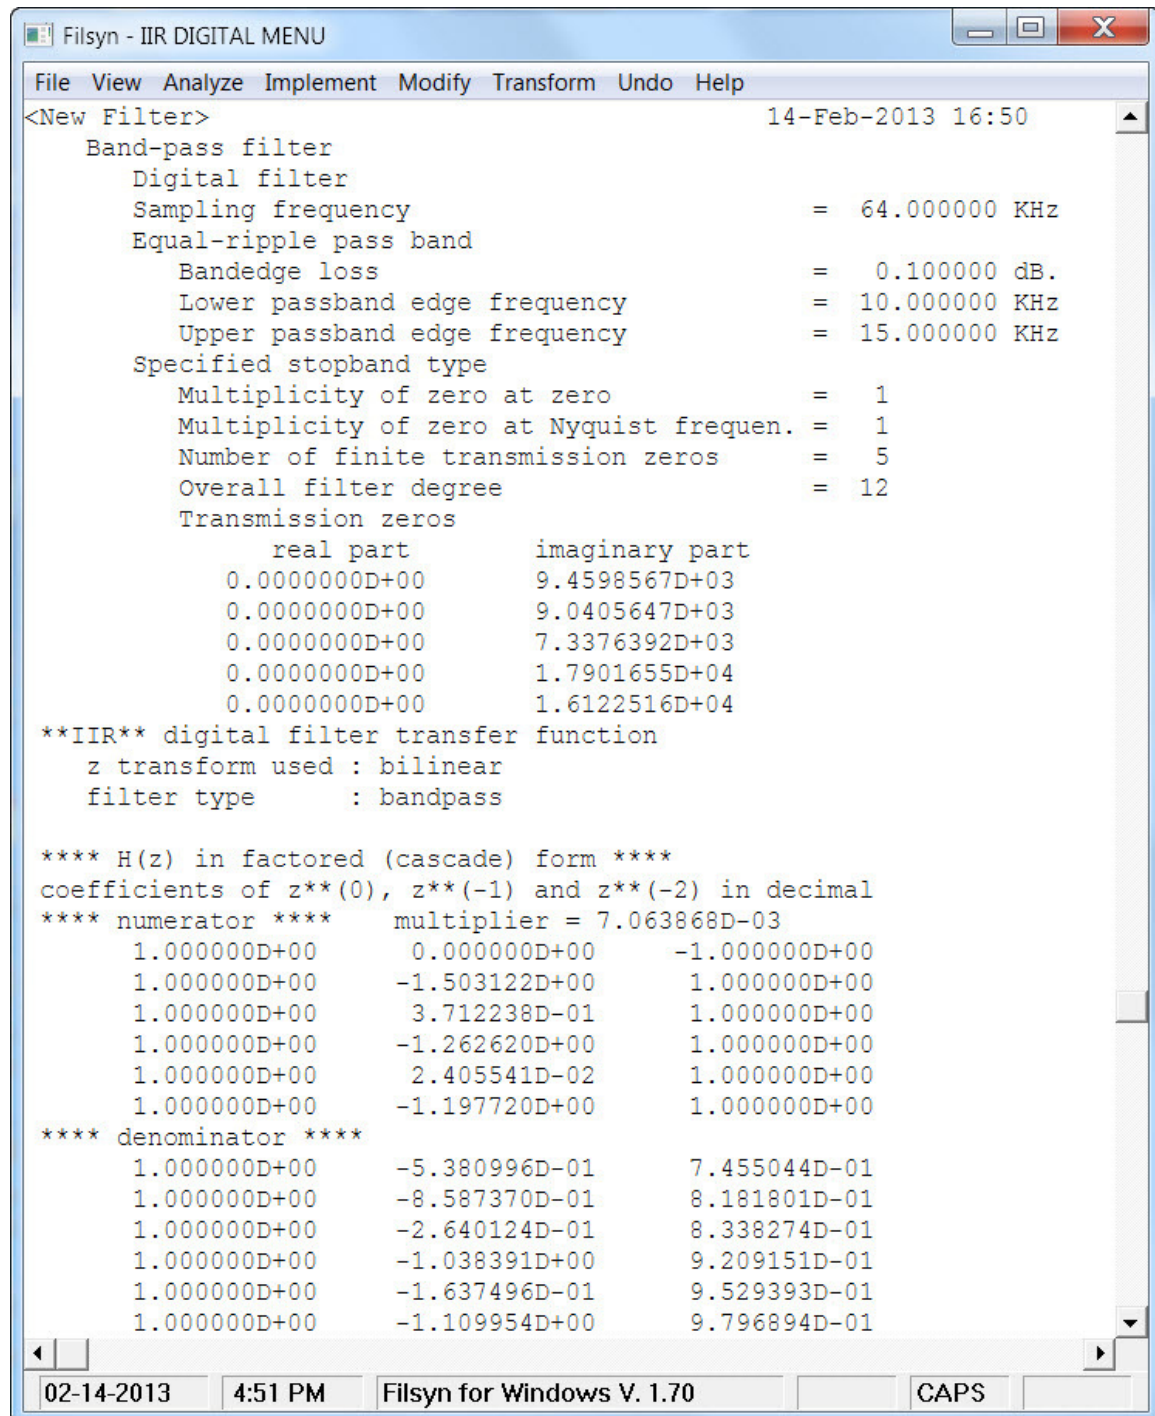 Filsyn - IIR DIGITAL MENU
File View Analyze Implement Modify Transform Undo Help
<New Filter> 14-Feb-2013 16:50
Band-pass filter
Digital filter
Sampling frequency = 64.000000 KHz
Equal-ripple pass band
Bandedge loss = 0.100000 dB.
Lower passband edge frequency = 10.000000 KHz
Upper passband edge frequency = 15.000000 KHz
Specified stopband type
Multiplicity of zero at zero = 1
Multiplicity of zero at Nyquist frequen. = 1
Number of finite transmission zeros = 5
Overall filter degree = 12
Transmission zeros
real part imaginary part
0.0000000D+00 9.4598567D+03
0.0000000D+00 9.0405647D+03
0.0000000D+00 7.3376392D+03
0.0000000D+00 1.7901655D+04
0.0000000D+00 1.6122516D+04
**IIR** digital filter transfer function
z transform used : bilinear
filter type : bandpass
**** H(z) in factored (cascade) form ****
coefficients of z**(0), z**(-1) and z**(-2) in decimal
**** numerator **** multiplier = 7.063868D-03
1.000000D+00 0.000000D+00 -1.000000D+00
1.000000D+00 -1.503122D+00 1.000000D+00
1.000000D+00 3.712238D-01 1.000000D+00
1.000000D+00 -1.262620D+00 1.000000D+00
1.000000D+00 2.405541D-02 1.000000D+00
1.000000D+00 -1.197720D+00 1.000000D+00
**** denominator ****
1.000000D+00 -5.380996D-01 7.455044D-01
1.000000D+00 -8.587370D-01 8.181801D-01
1.000000D+00 -2.640124D-01 8.338274D-01
1.000000D+00 -1.038391D+00 9.209151D-01
1.000000D+00 -1.637496D-01 9.529393D-01
1.000000D+00 -1.109954D+00 9.796894D-01
02-14-2013 4:51 PM Filsyn for Windows V. 1.70 CAPS